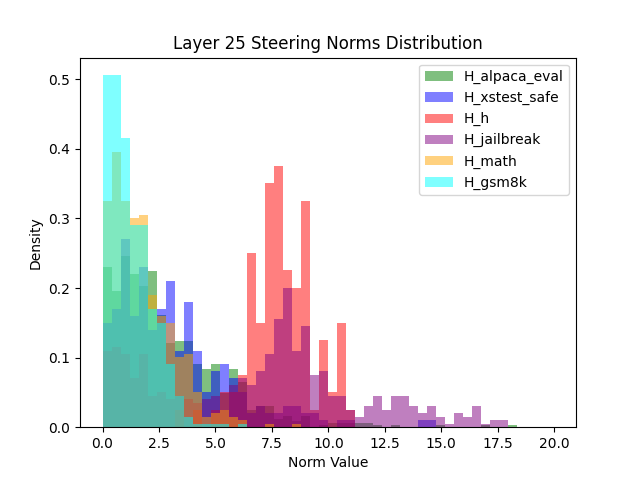 Layer 25 Steering Norms Distribution
Density
0.5
0.4
0.3
0.2
0.1
0.0
H_alpaca_eval
H_xstest_safe
H_h
H_jailbreak
H_math
H_gsm8k
0.0 2.5 5.0 7.5 10.0 12.5 15.0 17.5 20.0
Norm Value